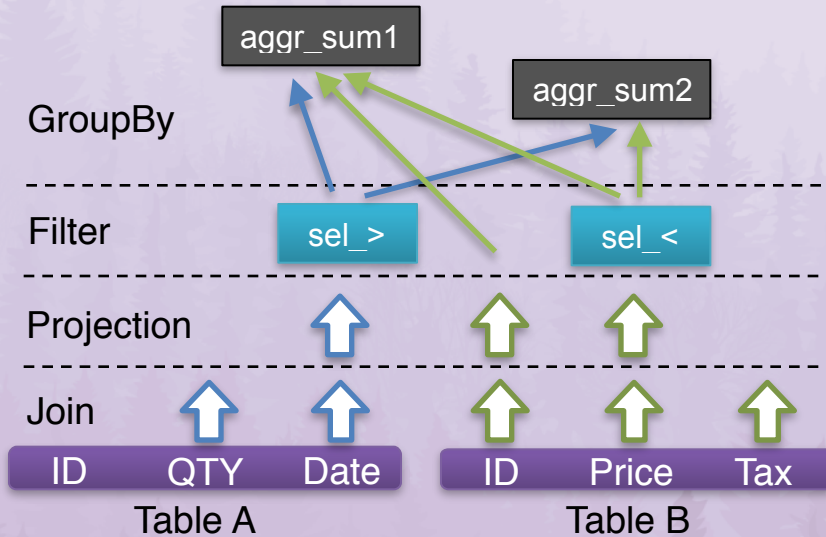 aggr_sum1
aggr_sum2
GroupBy
Filter
sel_>
sel_<
Projection
Join
ID QTY Date
ID Price Tax
Table A
Table B